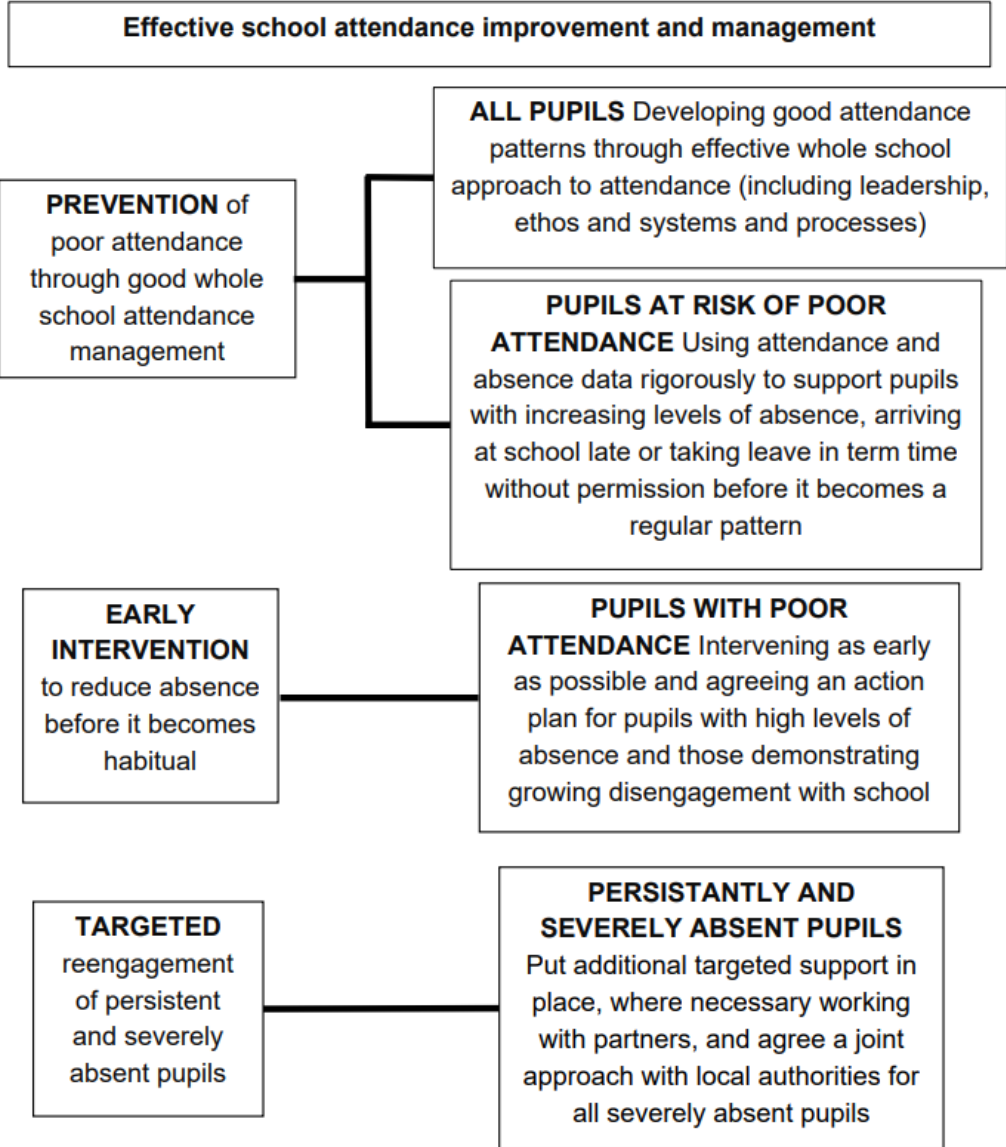 Effective school attendance improvement and management
ALL PUPILS Developing good attendance
patterns through effective whole school
approach to attendance (including leadership,
ethos and systems and processes)
PREVENTION of
poor attendance
through good whole
school attendance
management
PUPILS AT RISK OF POOR
ATTENDANCE Using attendance and
absence data rigorously to support pupils
with increasing levels of absence, arriving
at school late or taking leave in term time
without permission before it becomes a
regular pattern
EARLY
INTERVENTION
to reduce absence
before it becomes
habitual
PUPILS WITH POOR
ATTENDANCE Intervening as early
as possible and agreeing an action
plan for pupils with high levels of
absence and those demonstrating
growing disengagement with school
TARGETED
reengagement
of persistent
and severely
absent pupils
PERSISTANTLY AND
SEVERELY ABSENT PUPILS
Put additional targeted support in
place, where necessary working
with partners, and agree a joint
approach with local authorities for
all severely absent pupils